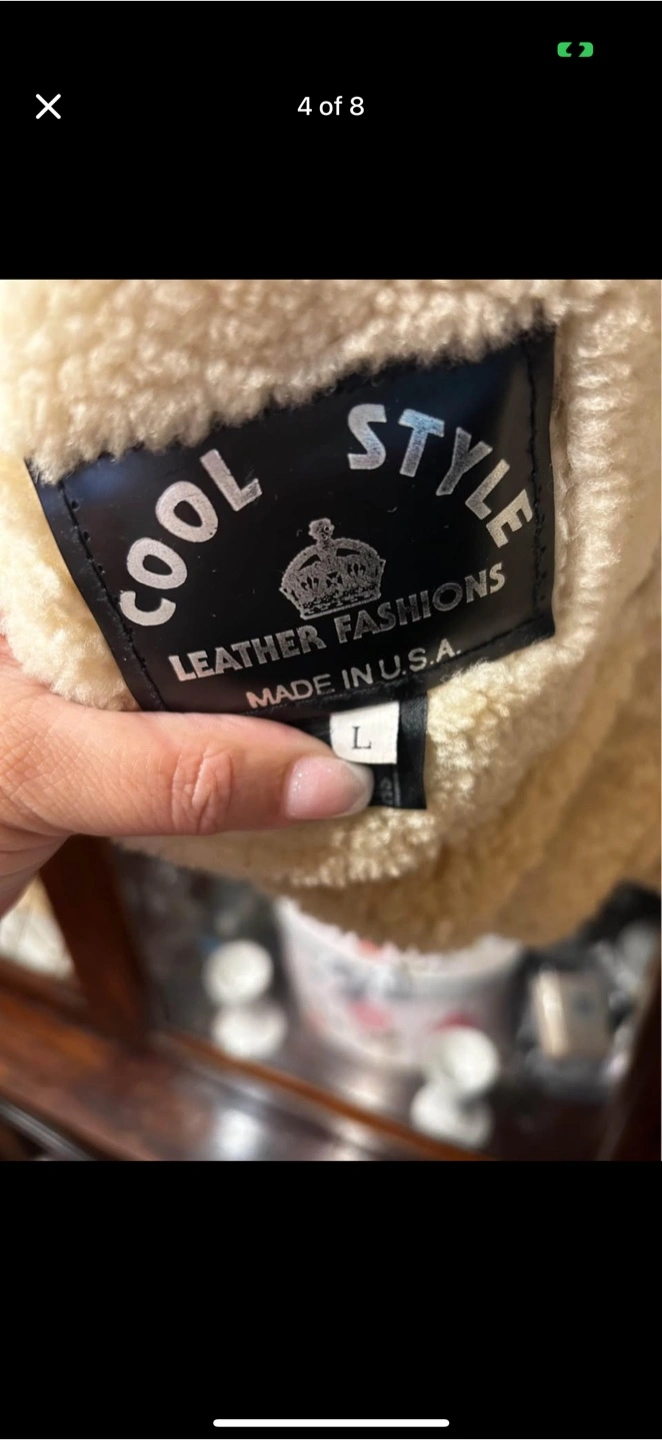 4 of 8
COOL STYLE
LEATHER FASHIONS
MADE IN U.S.A.
L